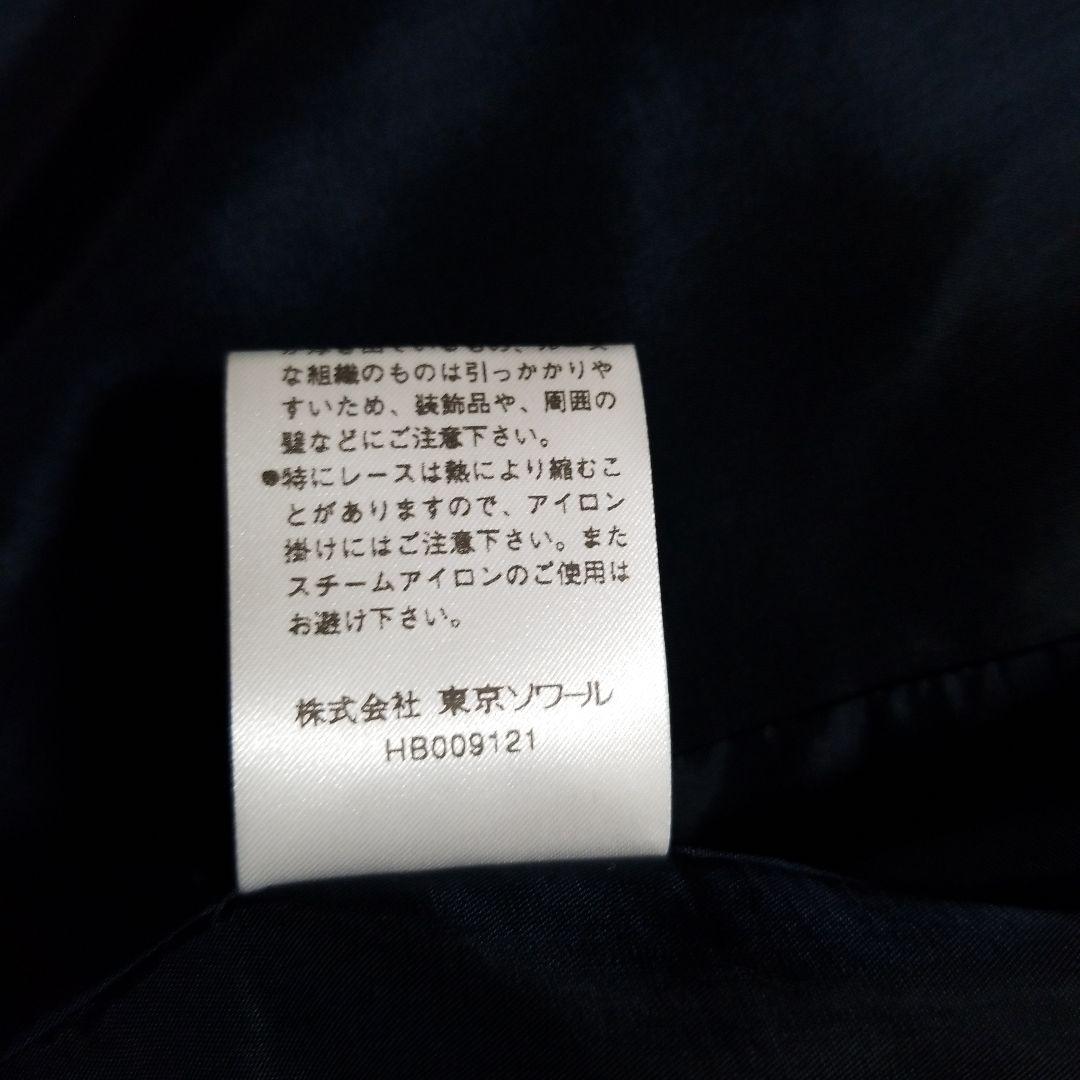 な組織のものは引っかかりや
すいため、装飾品や、周囲の
壁などにご注意下さい。
●特にレースは熱により縮むこ
とがありますので、アイロン
掛けにはご注意下さい。また
スチームアイロンのご使用は
お避け下さい。
株式会社 東京ソワール
HB009121